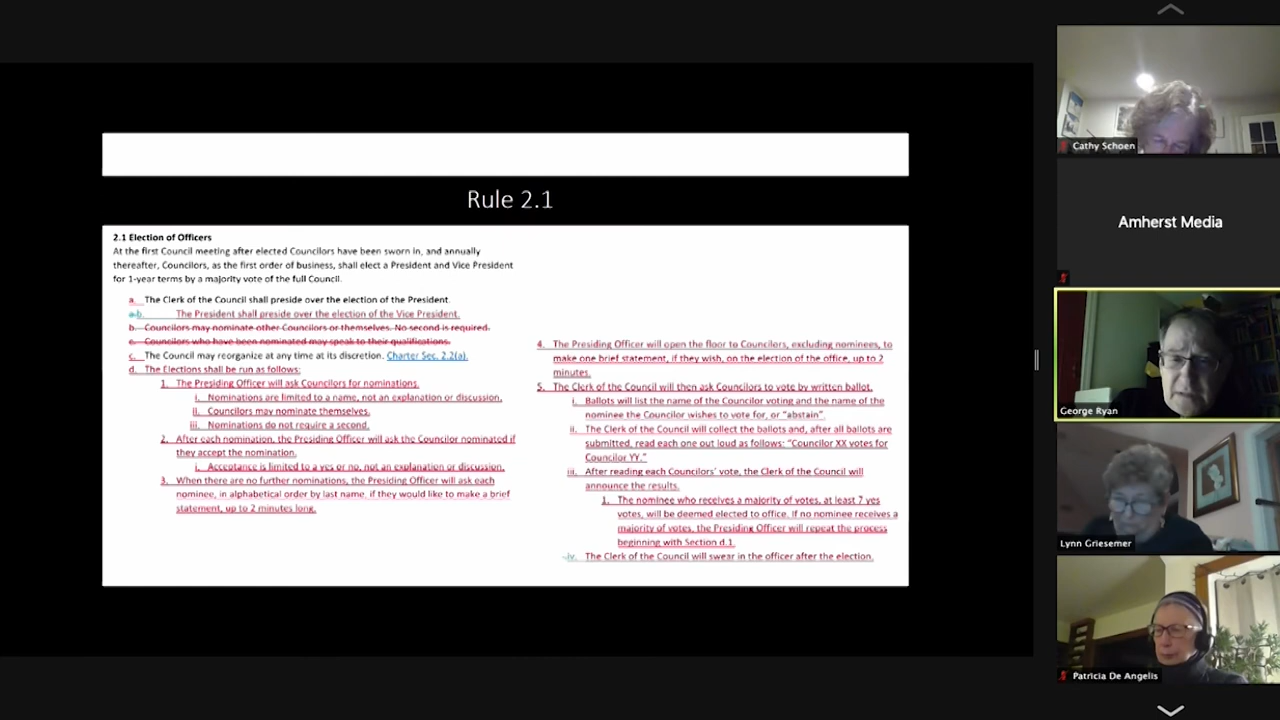 Rule 2.1
2.1 Election of Officers
At the first Council meeting after elected Councilors have been sworn in, and annually
thereafter, Councilors, as the first order of business, shall elect a President and Vice President
for 1-year terms by a majority vote of the full Council.
a. The Clerk of the Council shall preside over the election of the President.
a.b. The President shall preside over the election of the Vice President.
b. Councilors may nominate other Councilors or themselves. No second is required.
c. Councilors who have been nominated may speak to their qualifications.
c. The Council may reorganize at any time at its discretion. Charter Sec. 2.2(a).
d. The Elections shall be run as follows:
1. The Presiding Officer will ask Councilors for nominations.
i. Nominations are limited to a name, not an explanation or discussion.
ii. Councilors may nominate themselves.
iii. Nominations do not require a second.
2. After each nomination, the Presiding Officer will ask the Councilor nominated if
they accept the nomination.
i. Acceptance is limited to a yes or no, not an explanation or discussion.
3. When there are no further nominations, the Presiding Officer will ask each
nominee, in alphabetical order by last name, if they would like to make a brief
statement, up to 2 minutes long.
4. The Presiding Officer will open the floor to Councilors, excluding nominees, to
make one brief statement, if they wish, on the election of the office, up to 2
minutes.
5. The Clerk of the Council will then ask Councilors to vote by written ballot.
i. Ballots will list the name of the Councilor voting and the name of the
nominee the Councilor wishes to vote for, or "abstain".
ii. The Clerk of the Council will collect the ballots and, after all ballots are
submitted, read each one out loud as follows: "Councilor XX votes for
Councilor YY."
iii. After reading each Councilors' vote, the Clerk of the Council will
announce the results.
1. The nominee who receives a majority of votes, at least 7 yes
votes, will be deemed elected to office. If no nominee receives a
majority of votes, the Presiding Officer will repeat the process
beginning with Section d.1.
iv. The Clerk of the Council will swear in the officer after the election.
Cathy Schoen
Amherst Media
George Ryan
Lynn Griesemer
Patricia De Angelis